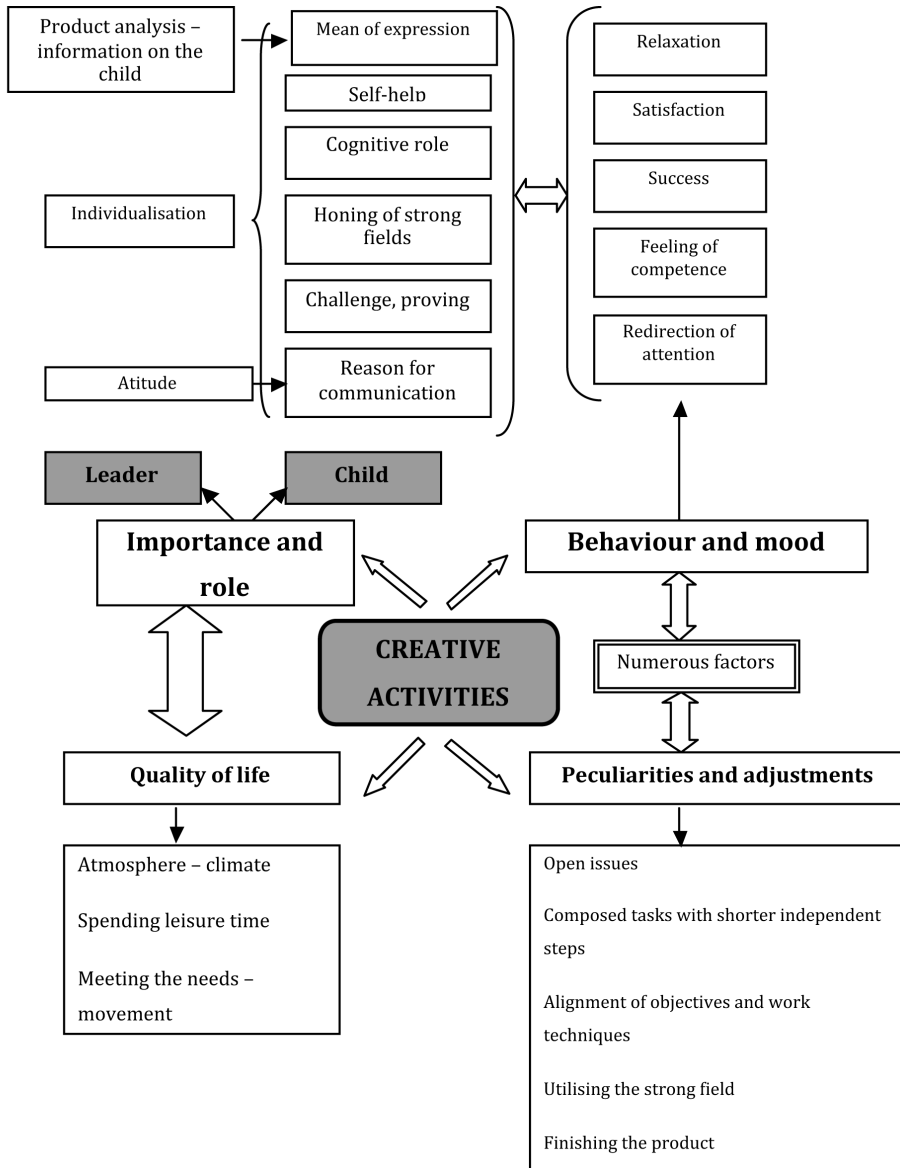 Product analysis –
information on the
child
Individualisation
Atitude
Mean of expression
Self-help
Cognitive role
Honing of strong
fields
Challenge, proving
Reason for
communication
Relaxation
Satisfaction
Success
Feeling of
competence
Redirection of
attention
Leader
Child
Importance and
role
Behaviour and mood
CREATIVE
ACTIVITIES
Numerous factors
Quality of life
Peculiarities and adjustments
Atmosphere – climate
Spending leisure time
Meeting the needs –
movement
Open issues
Composed tasks with shorter independent
steps
Alignment of objectives and work
techniques
Utilising the strong field
Finishing the product